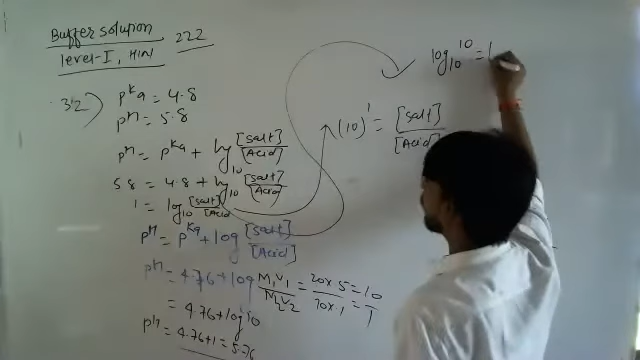 Buffer solution
level-I, HIN 222
32) pKa = 4.8
pH = 5.8
pH = pKa + log10 [Salt]/[Acid]
5.8 = 4.8 + log10 [Salt]/[Acid]
1 = log10 [Salt]/[Acid]
pH = pKa + log [Salt]/[Acid]
pH = 4.76 + log M1V1/M2V2 = 20×5/10×1 = 10/1
= 4.76 + log 10
pH = 4.76 + 1 = 5.76
(10)^1 = [Salt]/[Acid]
log10 10 = 1